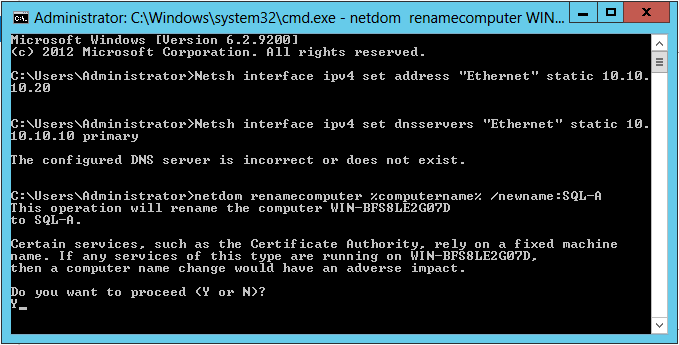 Administrator: C:\Windows\system32\cmd.exe - netdom  renamecomputer WIN...
Microsoft Windows [Version 6.2.9200]
(c) 2012 Microsoft Corporation. All rights reserved.
C:\Users\Administrator>Netsh interface ipv4 set address "Ethernet" static 10.10.
10.20
C:\Users\Administrator>Netsh interface ipv4 set dnsservers "Ethernet" static 10.
10.10.10 primary
The configured DNS server is incorrect or does not exist.
C:\Users\Administrator>netdom renamecomputer %computername% /newname:SQL-A
This operation will rename the computer WIN-BFS8LE2G07D
to SQL-A.
Certain services, such as the Certificate Authority, rely on a fixed machine
name. If any services of this type are running on WIN-BFS8LE2G07D,
then a computer name change would have an adverse impact.
Do you want to proceed (Y or N)?
Y_